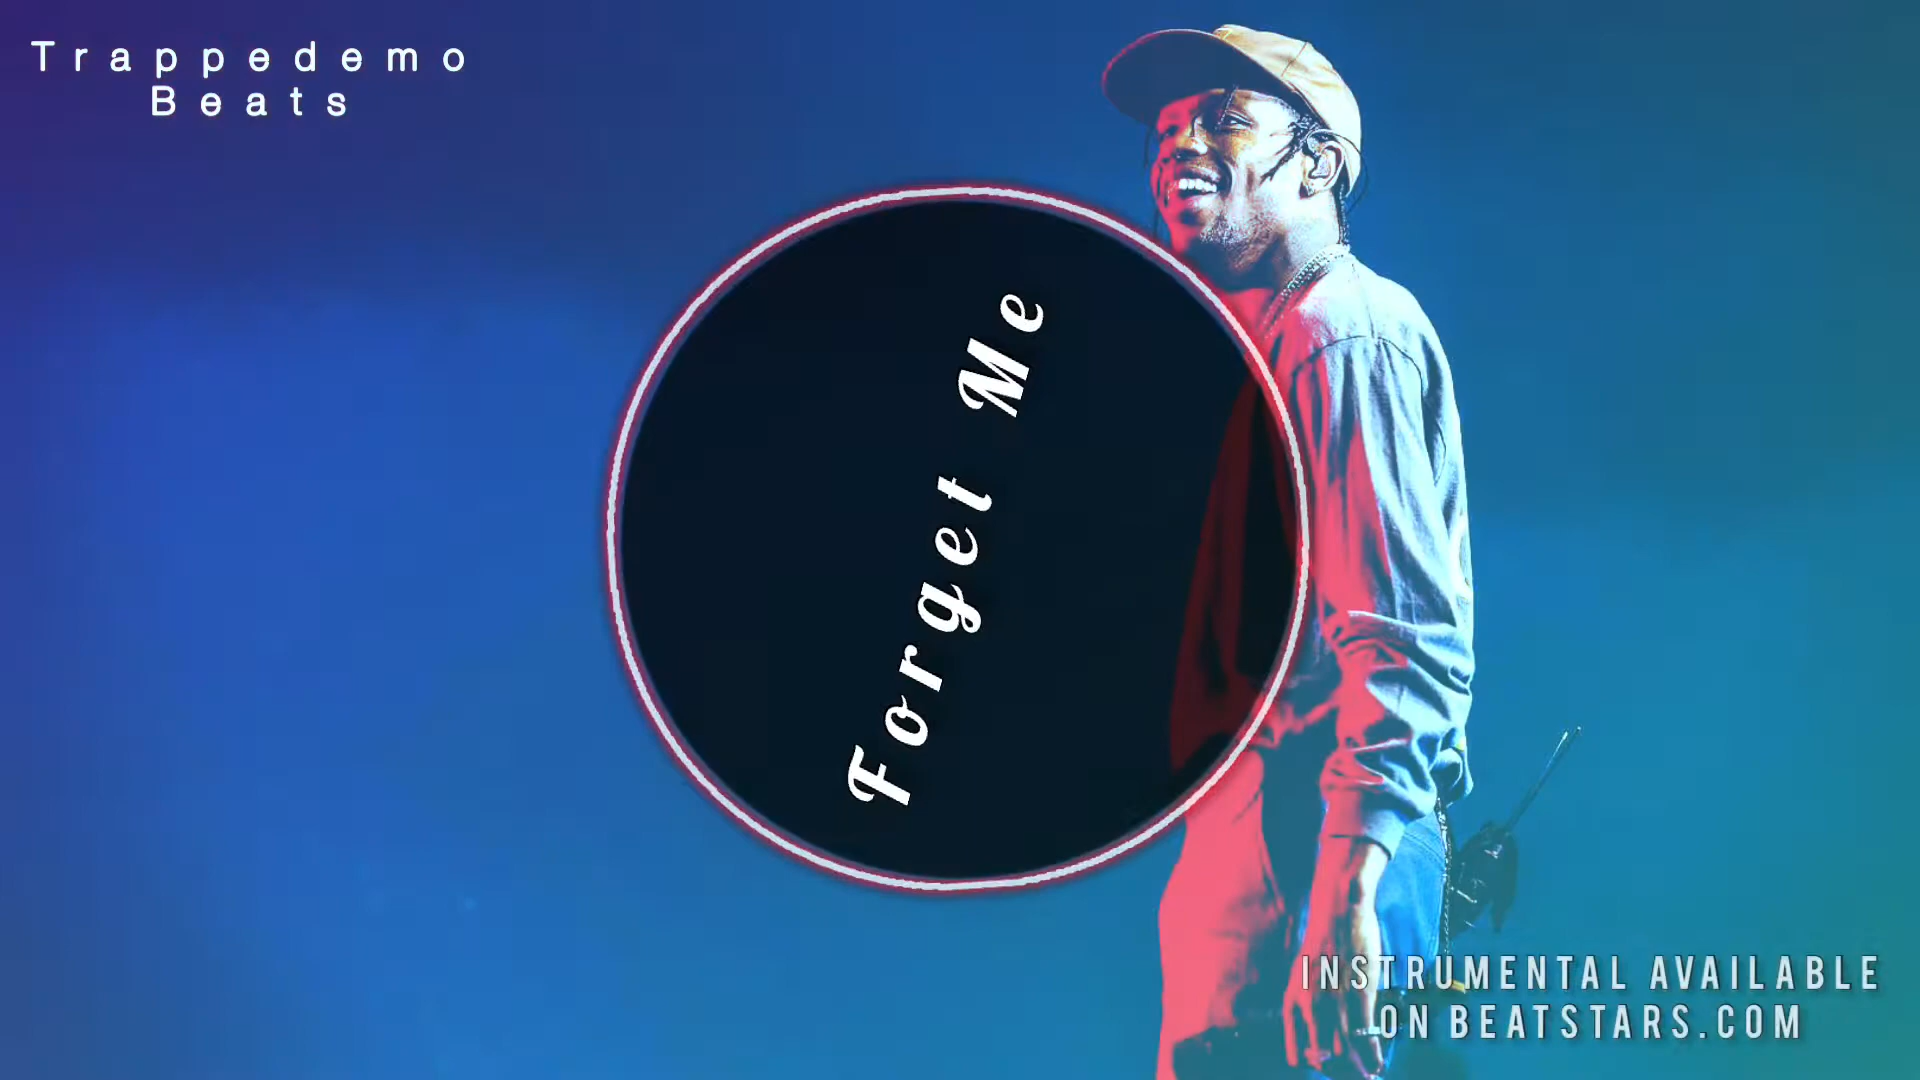 Trappedemo
Beats
Forget Me
INSTRUMENTAL AVAILABLE
ON BEATSTARS.COM